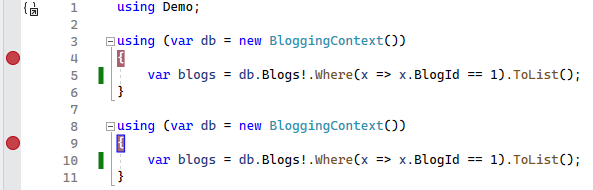 1 using Demo;
2
3 using (var db = new BloggingContext())
4 {
5 var blogs = db.Blogs!.Where(x => x.BlogId == 1).ToList();
6 }
7
8 using (var db = new BloggingContext())
9 {
10 var blogs = db.Blogs!.Where(x => x.BlogId == 1).ToList();
11 }